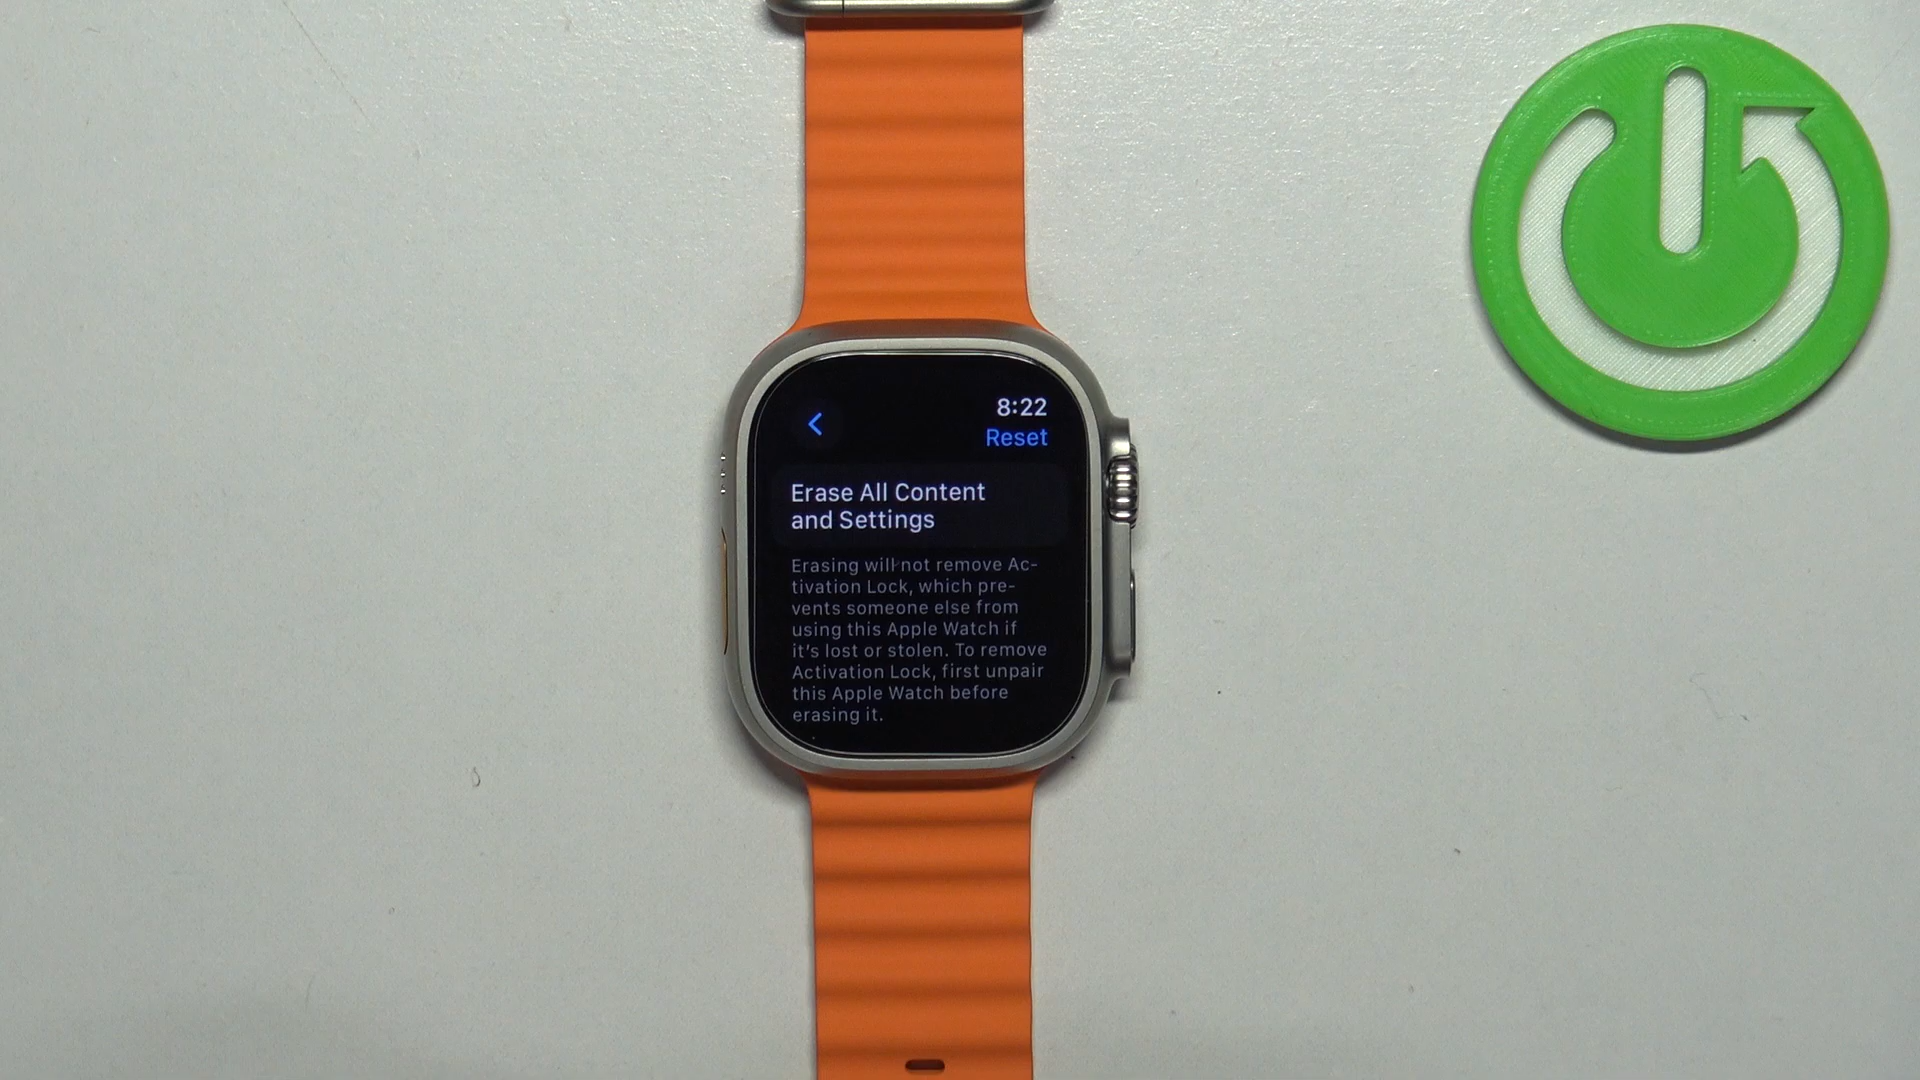 8:22
Reset
Erase All Content
and Settings
Erasing will not remove Ac-
tivation Lock, which pre-
vents someone else from
using this Apple Watch if
it's lost or stolen. To remove
Activation Lock, first unpair
this Apple Watch before
erasing it.